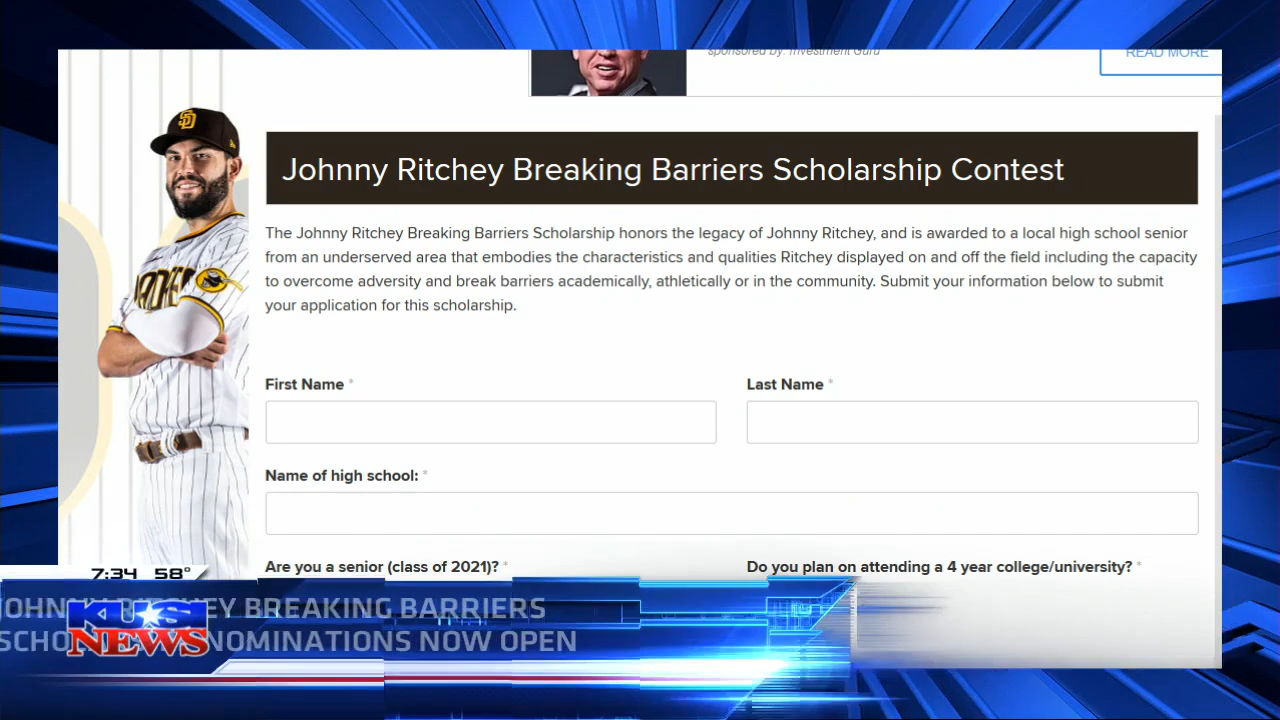 sponsored by: Investment Guru
READ MORE
SD
PADRES
Johnny Ritchey Breaking Barriers Scholarship Contest
The Johnny Ritchey Breaking Barriers Scholarship honors the legacy of Johnny Ritchey, and is awarded to a local high school senior
from an underserved area that embodies the characteristics and qualities Ritchey displayed on and off the field including the capacity
to overcome adversity and break barriers academically, athletically or in the community. Submit your information below to submit
your application for this scholarship.
First Name *
Last Name *
Name of high school: *
Are you a senior (class of 2021)? *
Do you plan on attending a 4 year college/university? *
7:34 58°
JOHNNY RITCHEY BREAKING BARRIERS
NOMINATIONS NOW OPEN
KUSI
NEWS